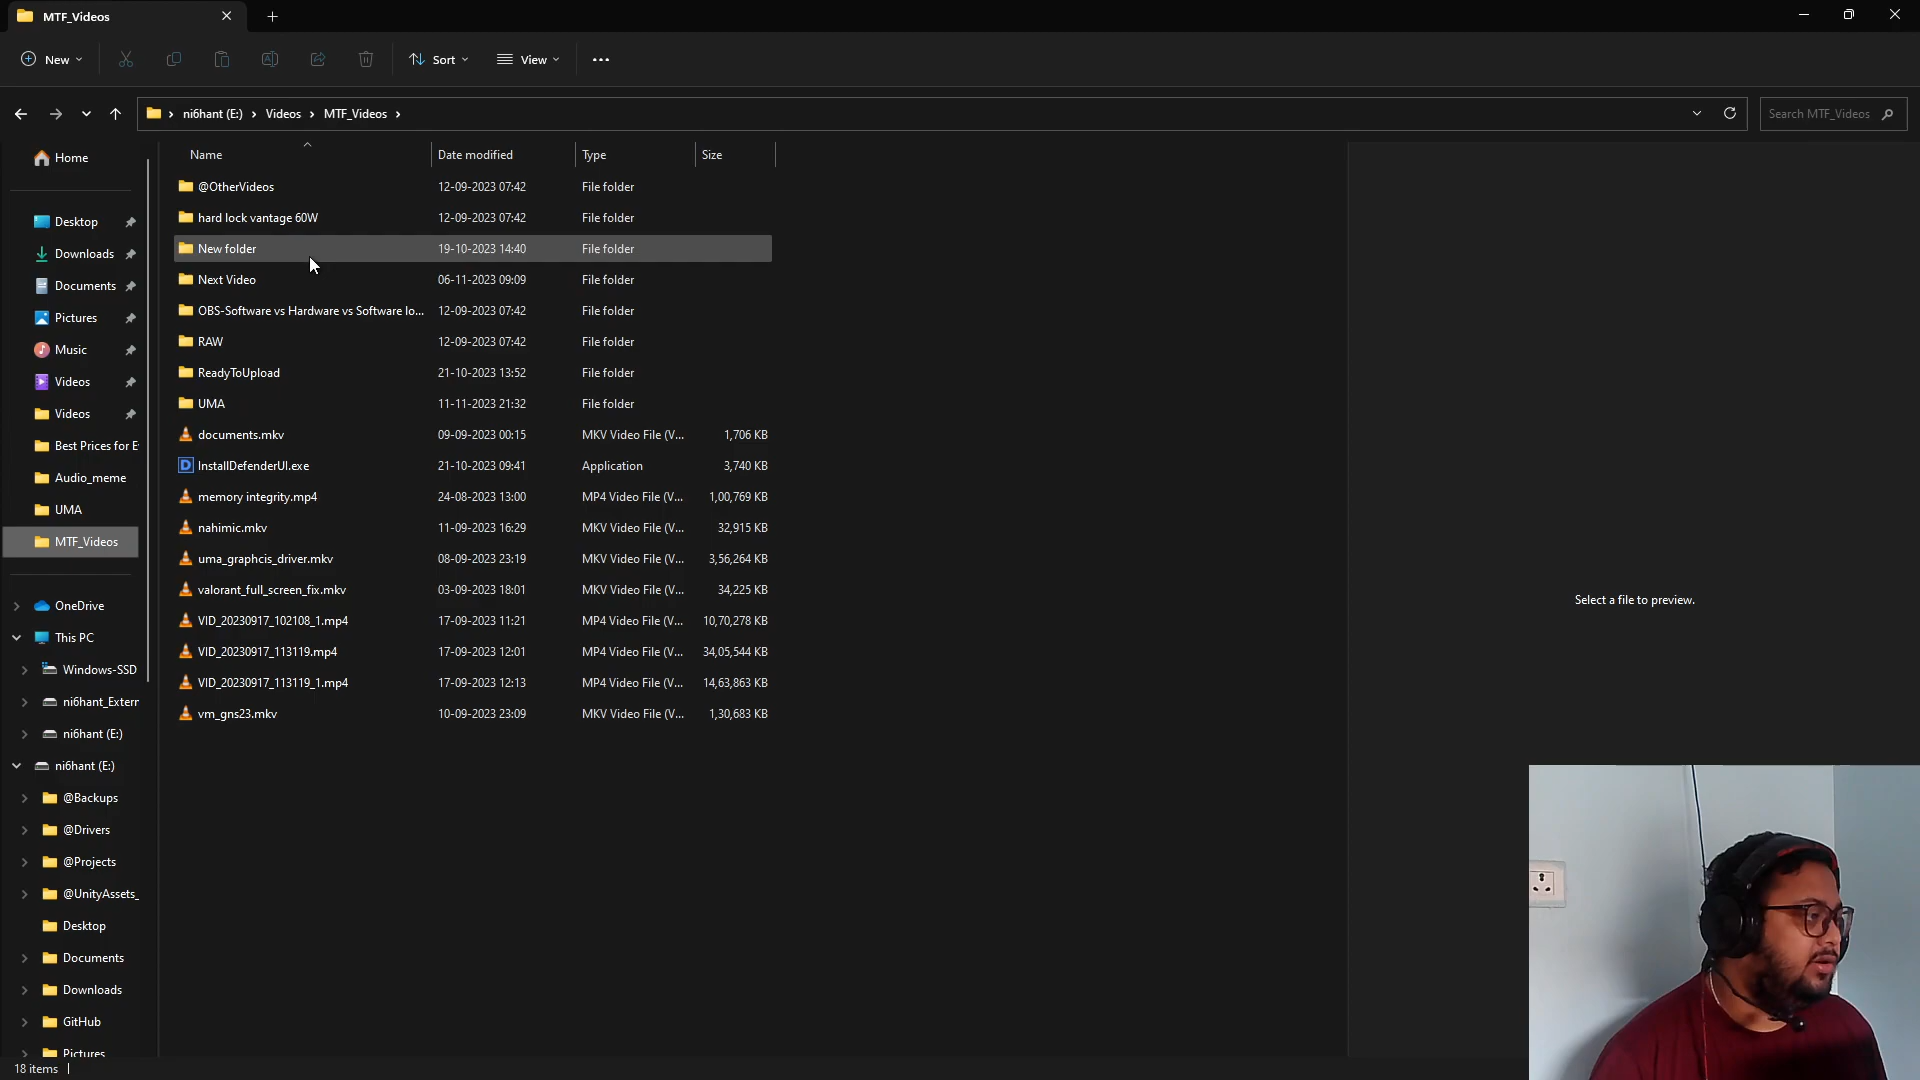 MTF_Videos
New
Sort
View
ni6hant (E:) > Videos > MTF_Videos >
Search MTF_Videos
Home
Desktop
Downloads
Documents
Pictures
Music
Videos
Videos
Best Prices for E
Audio_meme
UMA
MTF_Videos
OneDrive
This PC
Windows-SSD
ni6hant_Extern
ni6hant (E:)
ni6hant (E:)
@Backups
@Drivers
@Projects
@UnityAssets_
Desktop
Documents
Downloads
GitHub
Pictures
Name Date modified Type Size
@OtherVideos 12-09-2023 07:42 File folder
hard lock vantage 60W 12-09-2023 07:42 File folder
New folder 19-10-2023 14:40 File folder
Next Video 06-11-2023 09:09 File folder
OBS-Software vs Hardware vs Software lo... 12-09-2023 07:42 File folder
RAW 12-09-2023 07:42 File folder
ReadyToUpload 21-10-2023 13:52 File folder
UMA 11-11-2023 21:32 File folder
documents.mkv 09-09-2023 00:15 MKV Video File (V... 1,706 KB
InstallDefenderUI.exe 21-10-2023 09:41 Application 3,740 KB
memory integrity.mp4 24-08-2023 13:00 MP4 Video File (V... 1,00,769 KB
nahimic.mkv 11-09-2023 16:29 MKV Video File (V... 32,915 KB
uma_graphcis_driver.mkv 08-09-2023 23:19 MKV Video File (V... 3,56,264 KB
valorant_full_screen_fix.mkv 03-09-2023 18:01 MKV Video File (V... 34,225 KB
VID_20230917_102108_1.mp4 17-09-2023 11:21 MP4 Video File (V... 10,70,278 KB
VID_20230917_113119.mp4 17-09-2023 12:01 MP4 Video File (V... 34,05,544 KB
VID_20230917_113119_1.mp4 17-09-2023 12:13 MP4 Video File (V... 14,63,863 KB
vm_gns23.mkv 10-09-2023 23:09 MKV Video File (V... 1,30,683 KB
Select a file to preview.
18 items